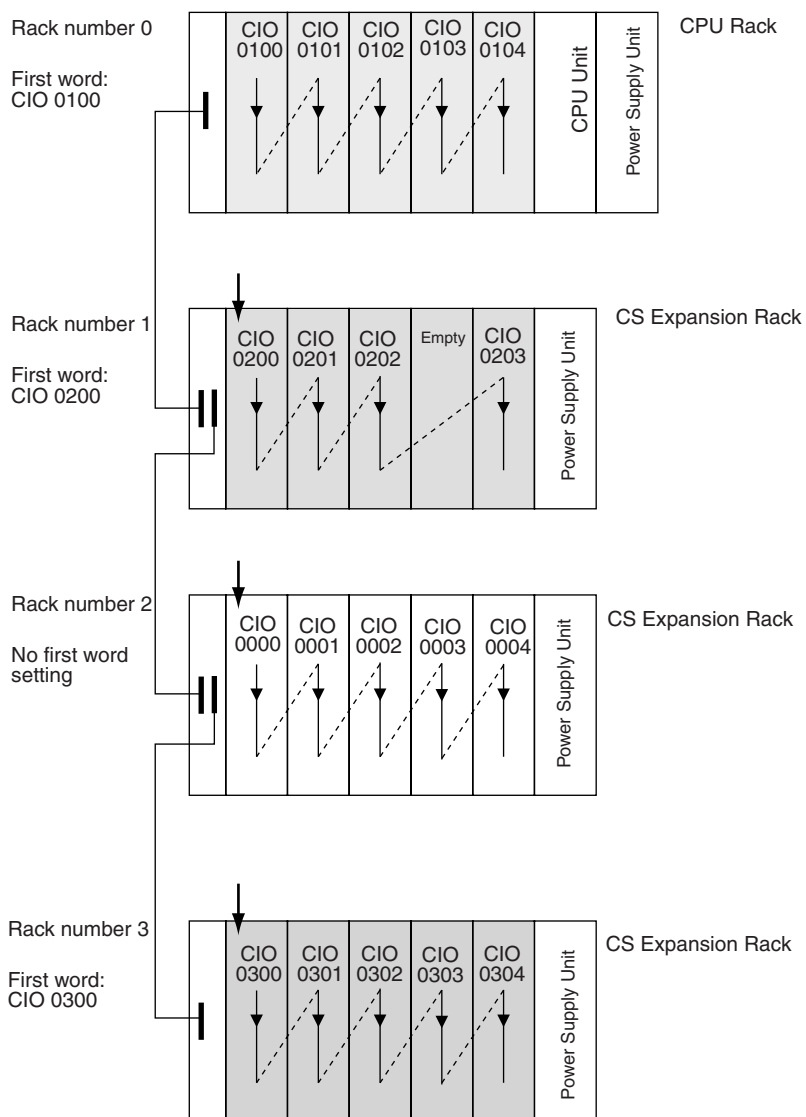 Rack number 0
First word:
CIO 0100
CIO
0100
CIO
0101
CIO
0102
CIO
0103
CIO
0104
CPU Unit
Power Supply Unit
CPU Rack
Rack number 1
First word:
CIO 0200
CIO
0200
CIO
0201
CIO
0202
Empty
CIO
0203
Power Supply Unit
CS Expansion Rack
Rack number 2
No first word
setting
CIO
0000
CIO
0001
CIO
0002
CIO
0003
CIO
0004
Power Supply Unit
CS Expansion Rack
Rack number 3
First word:
CIO 0300
CIO
0300
CIO
0301
CIO
0302
CIO
0303
CIO
0304
Power Supply Unit
CS Expansion Rack